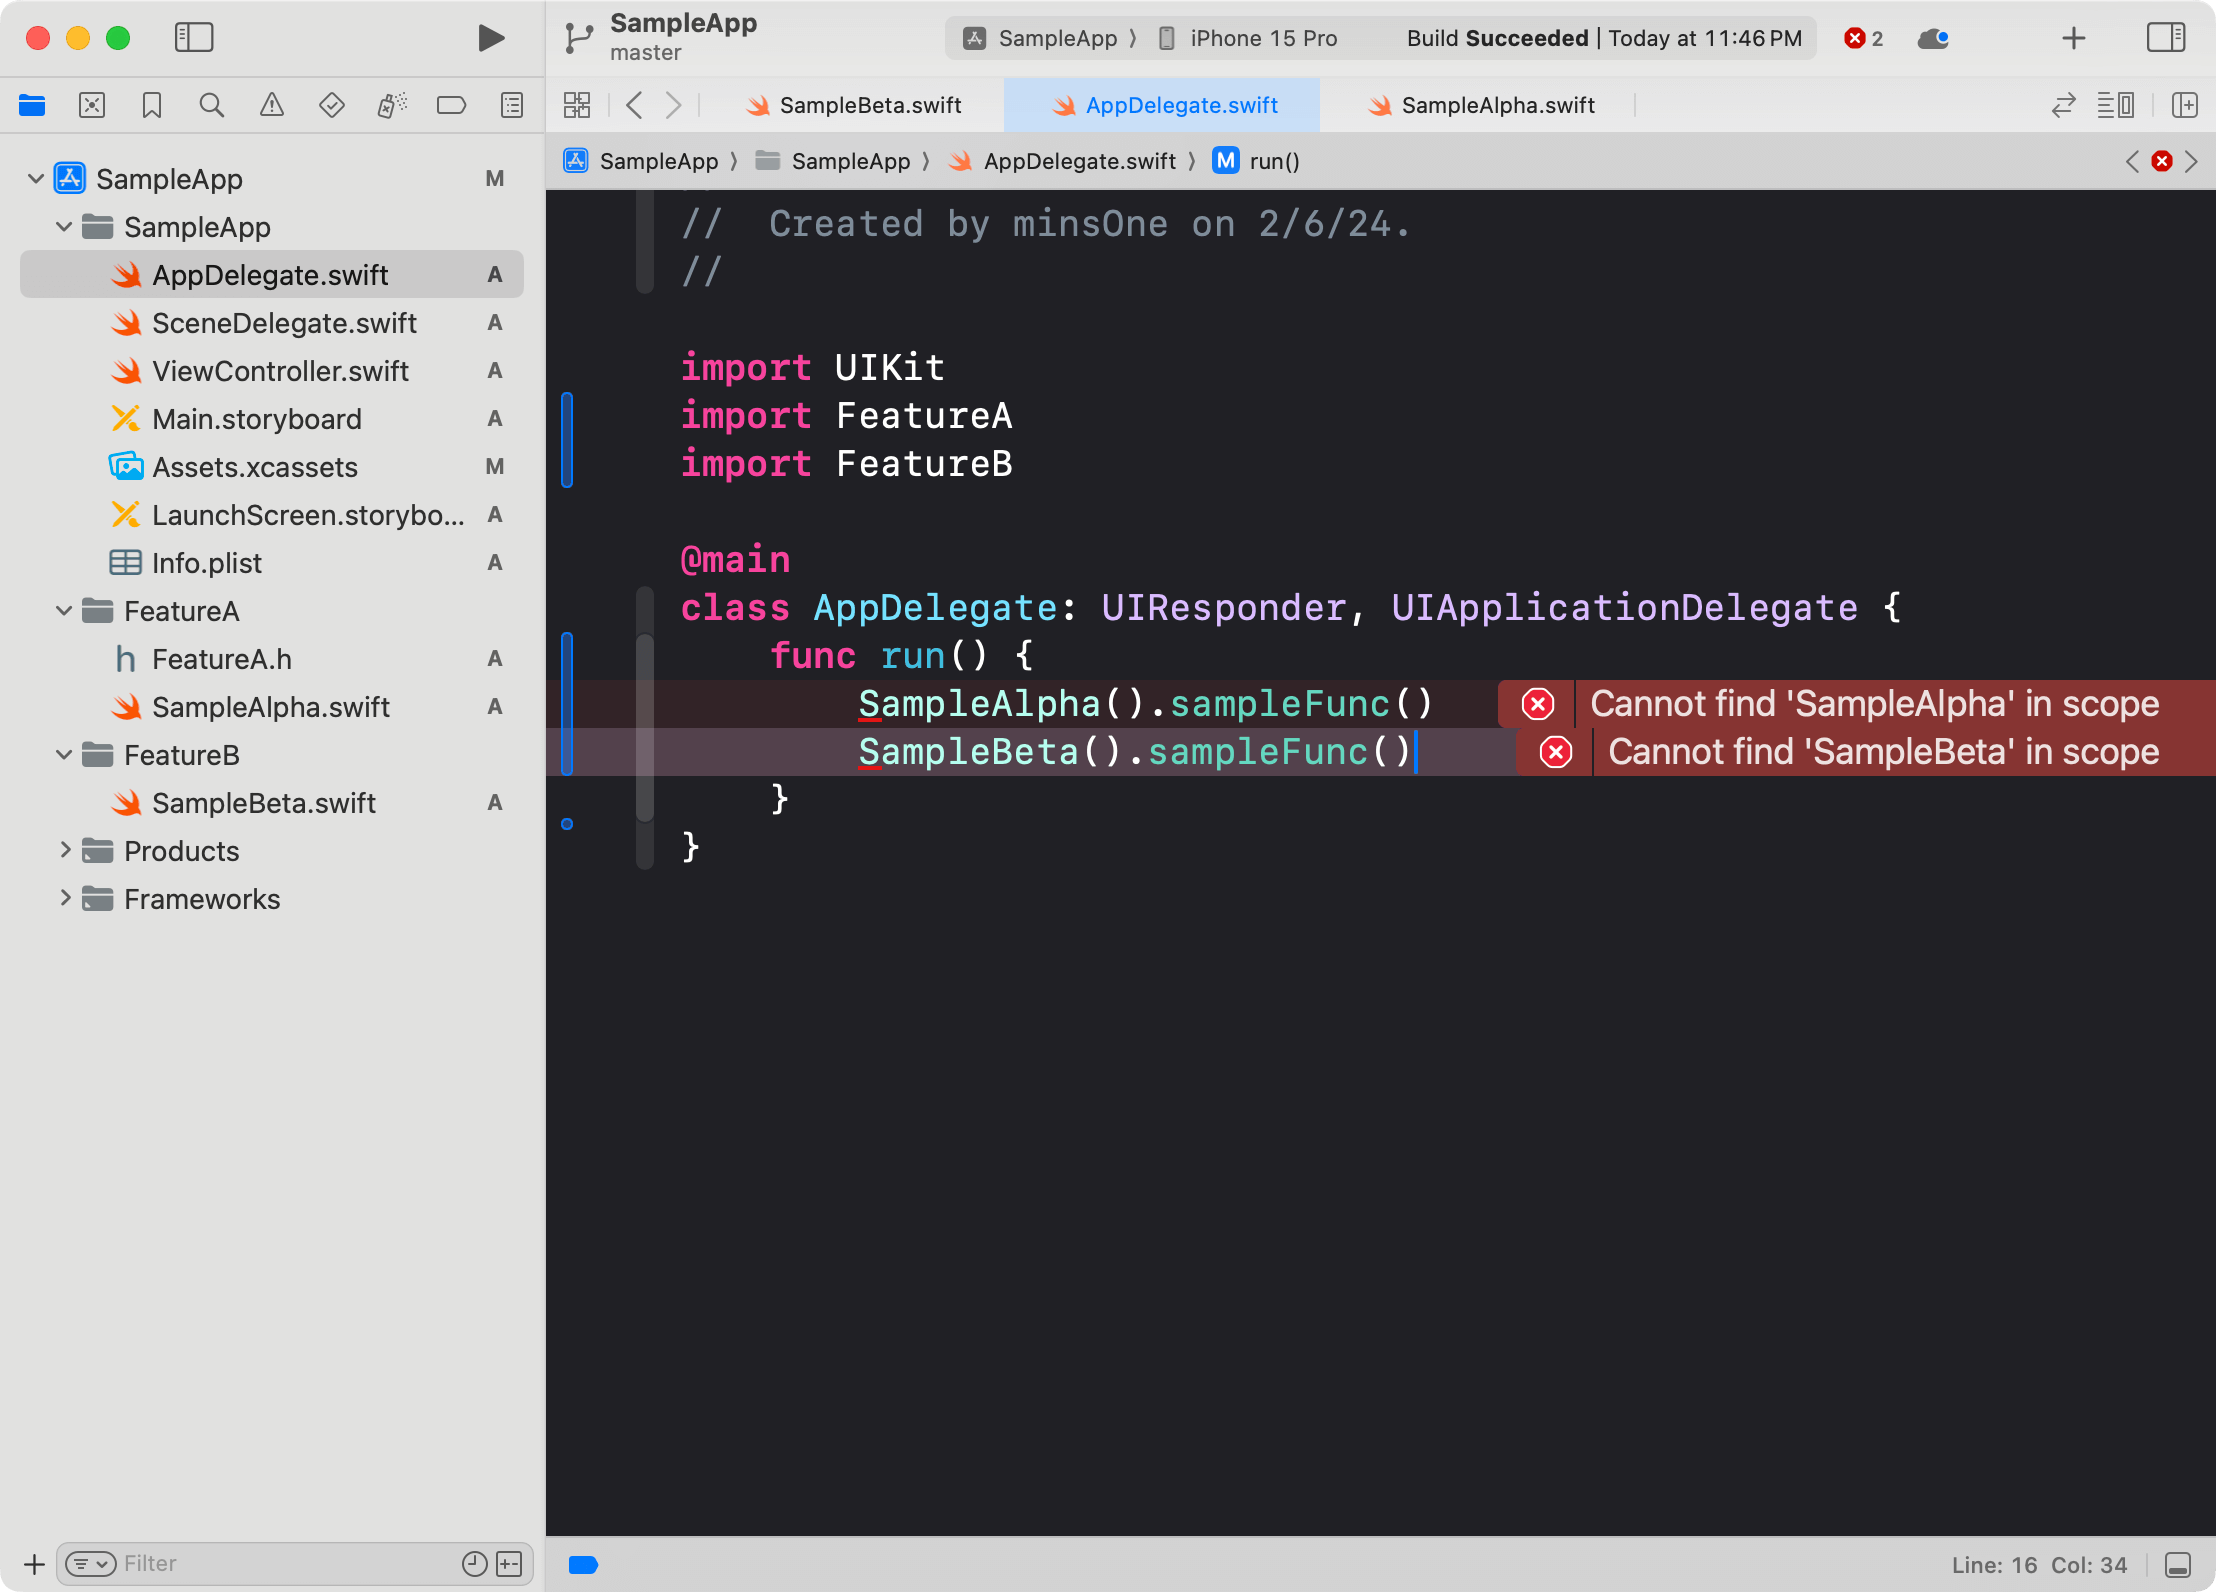 SampleApp
master
SampleApp 〉 iPhone 15 Pro
Build Succeeded | Today at 11:46 PM
2
SampleBeta.swift
AppDelegate.swift
SampleAlpha.swift
SampleApp 〉 SampleApp 〉 AppDelegate.swift 〉 M run()
SampleApp M
SampleApp
AppDelegate.swift A
SceneDelegate.swift A
ViewController.swift A
Main.storyboard A
Assets.xcassets M
LaunchScreen.storybo... A
Info.plist A
FeatureA
h FeatureA.h A
SampleAlpha.swift A
FeatureB
SampleBeta.swift A
Products
Frameworks
Filter
//  Created by minsOne on 2/6/24.
//
import UIKit
import FeatureA
import FeatureB
@main
class AppDelegate: UIResponder, UIApplicationDelegate {
func run() {
SampleAlpha().sampleFunc() Cannot find 'SampleAlpha' in scope
SampleBeta().sampleFunc() Cannot find 'SampleBeta' in scope
}
}
Line: 16 Col: 34